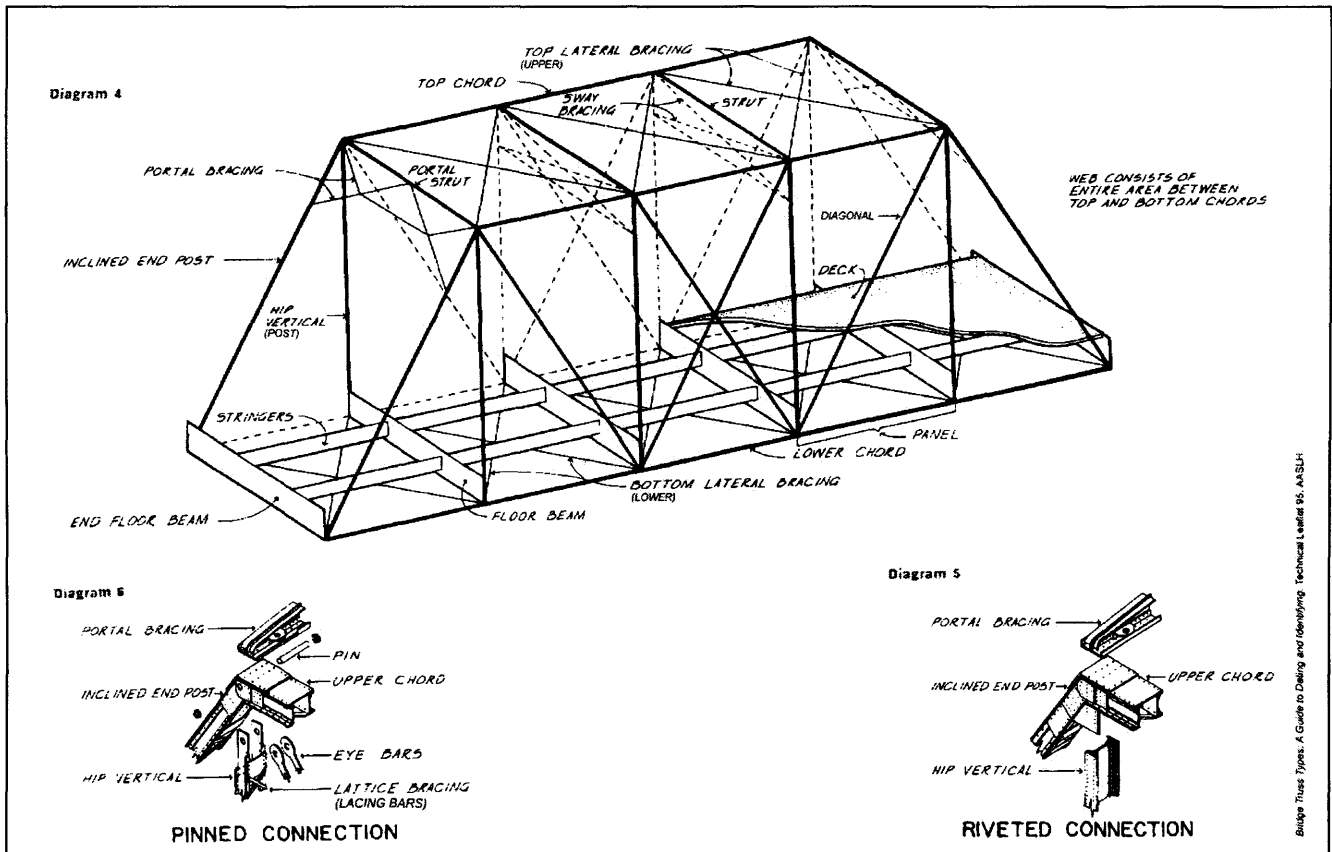 Diagram 4
TOP LATERAL BRACING
(UPPER)
TOP CHORD
SWAY
BRACING
STRUT
PORTAL BRACING
PORTAL
STRUT
WEB CONSISTS OF
ENTIRE AREA BETWEEN
TOP AND BOTTOM CHORDS
DIAGONAL
INCLINED END POST
DECK
HIP
VERTICAL
(POST)
STRINGERS
PANEL
LOWER CHORD
BOTTOM LATERAL BRACING
(LOWER)
FLOOR BEAM
END FLOOR BEAM
Diagram 6
PORTAL BRACING
PIN
UPPER CHORD
INCLINED END POST
EYE BARS
HIP VERTICAL
LATTICE BRACING
(LACING BARS)
PINNED CONNECTION
Diagram 5
PORTAL BRACING
UPPER CHORD
INCLINED END POST
HIP VERTICAL
RIVETED CONNECTION
Bridge Truss Types: A Guide to Dating and Identifying. Technical Leaflet 95, AASLH